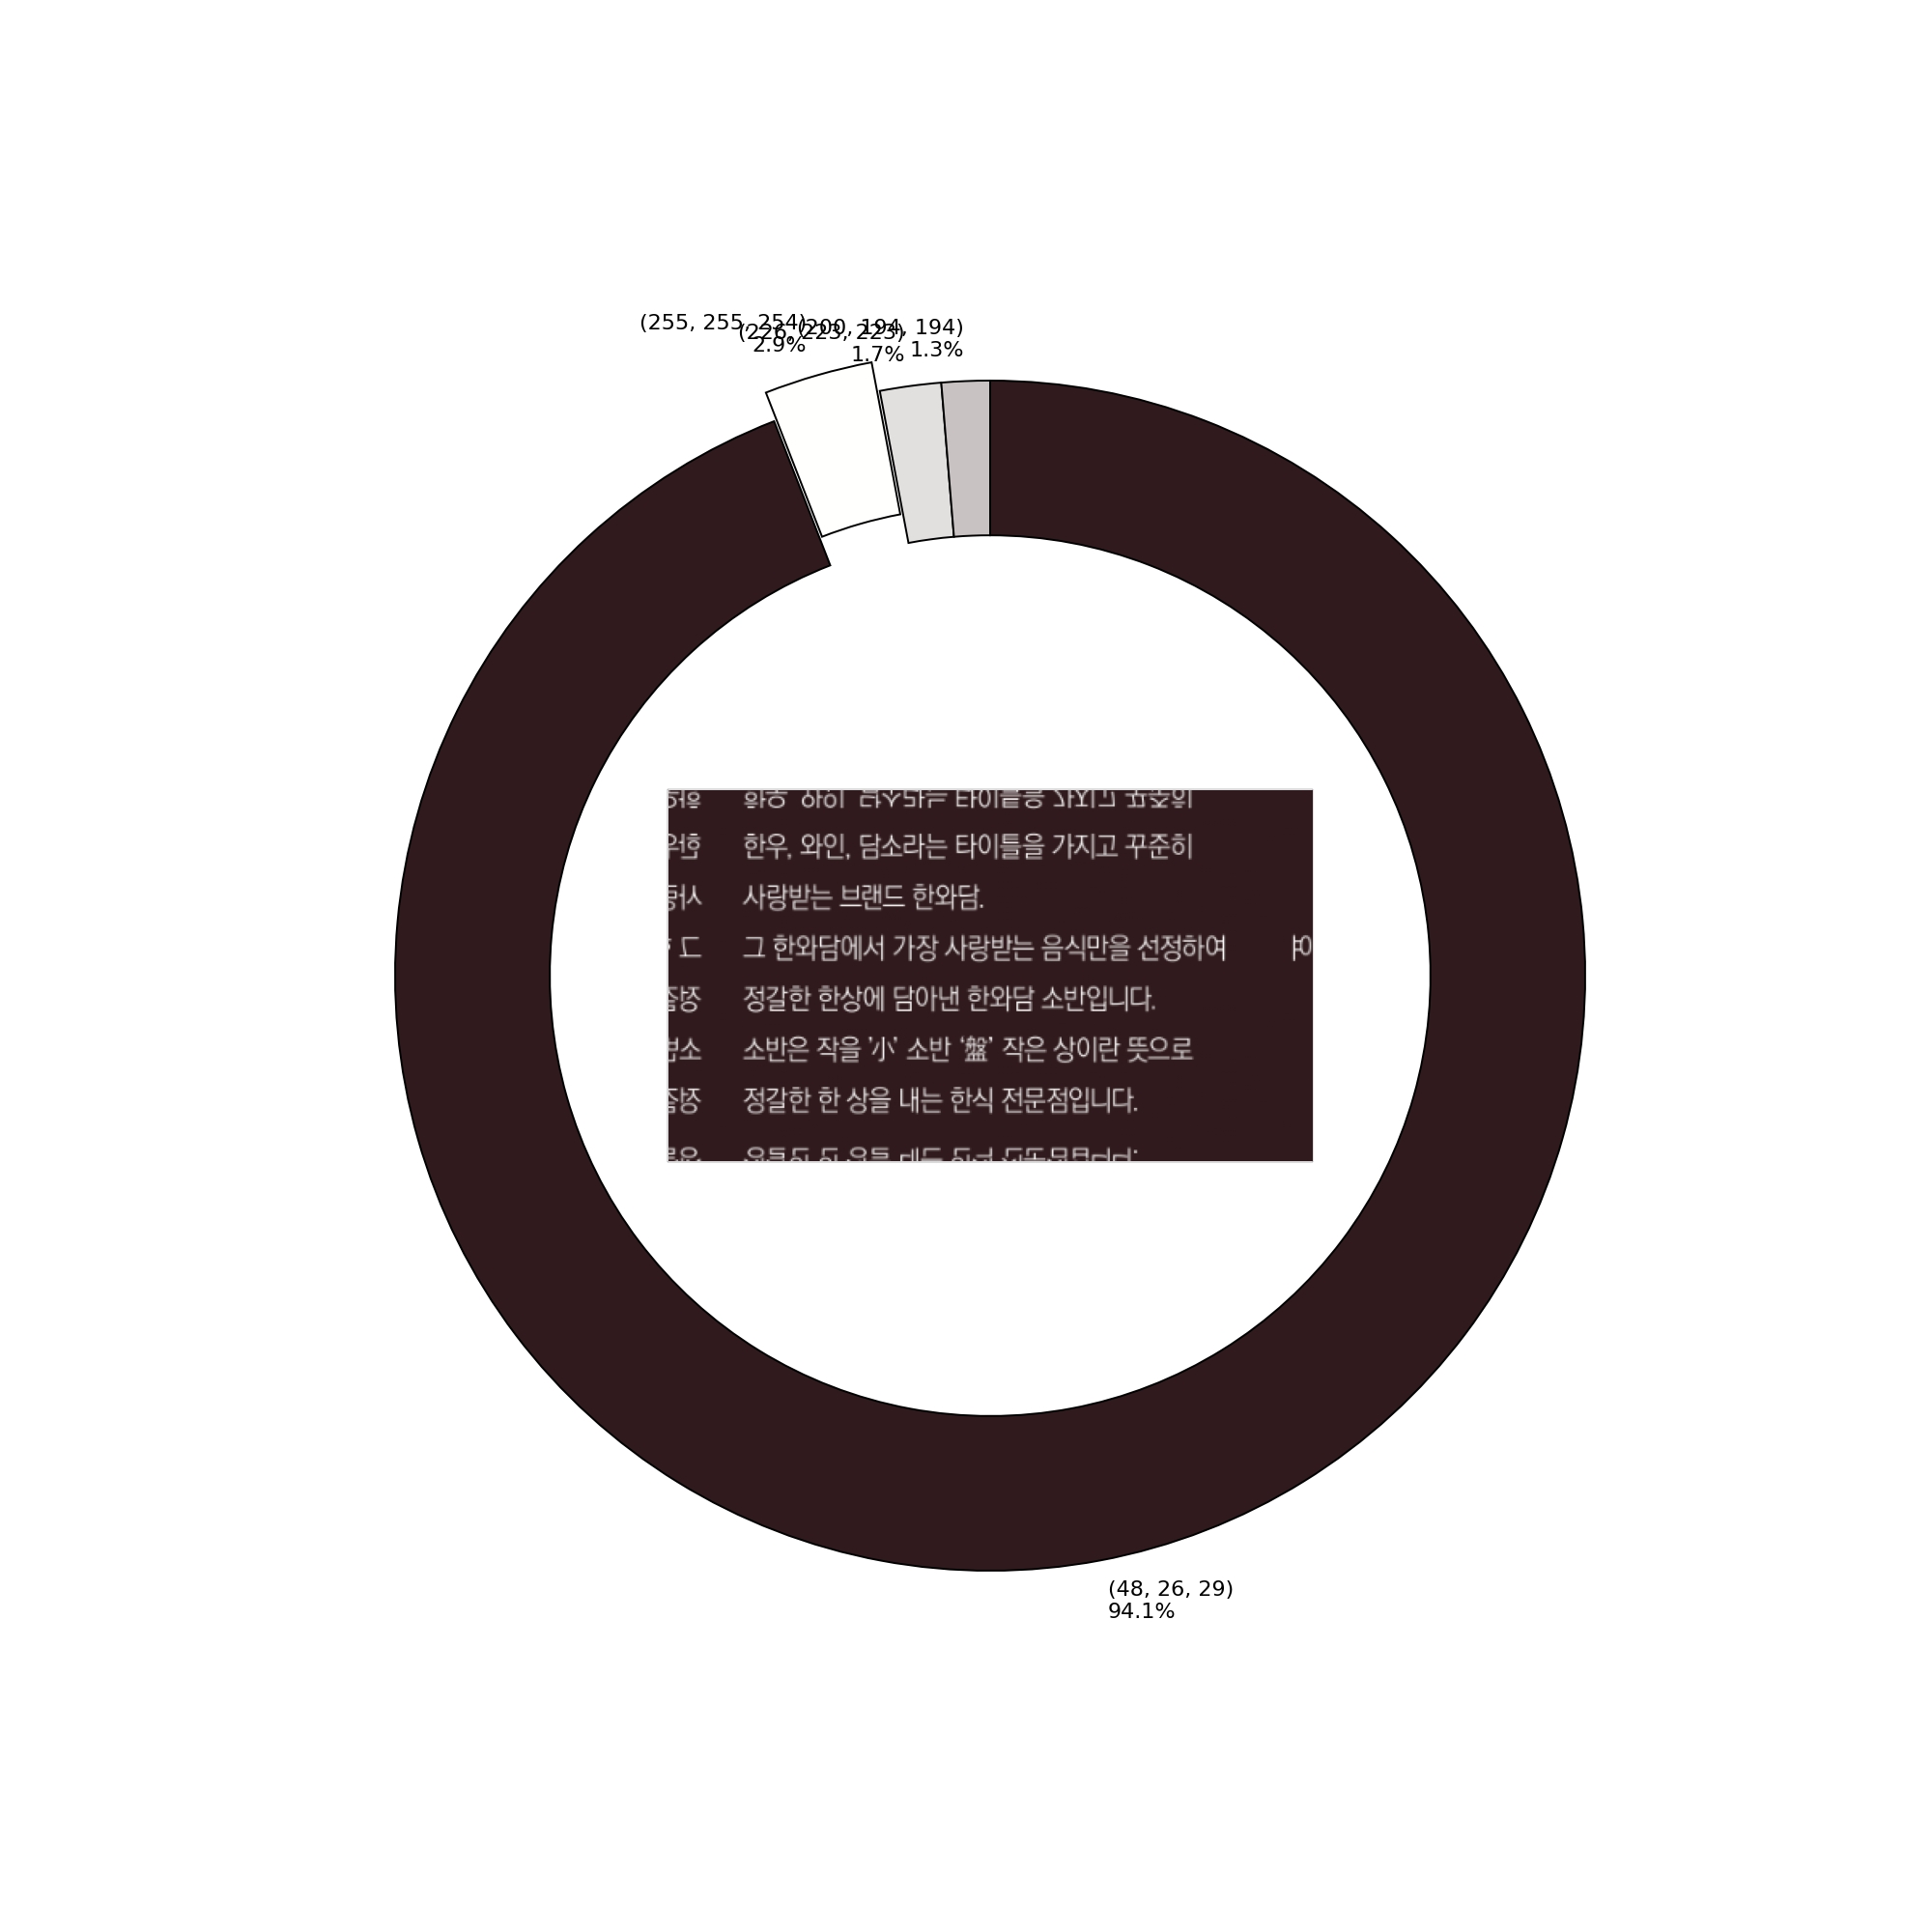 (255, 255, 254)
2.9%
(226, 223, 223)
1.7%
(200, 194, 194)
1.3%
한우, 와인, 담소라는 타이틀을 가지고 꾸준히
사랑받는 브랜드 한와담.
그 한와담에서 가장 사랑받는 음식만을 선정하여
정갈한 한상에 담아낸 한와담 소반입니다.
소반은 작을 '小' 소반 '盤' 작은 상이란 뜻으로
정갈한 한 상을 내는 한식 전문점입니다.
(48, 26, 29)
94.1%